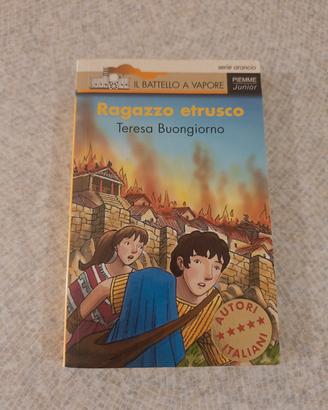 serie arancio
IL BATTELLO A VAPORE
PIEMME
Junior
Ragazzo etrusco
Teresa Buongiorno
AUTORI
ITALIANI